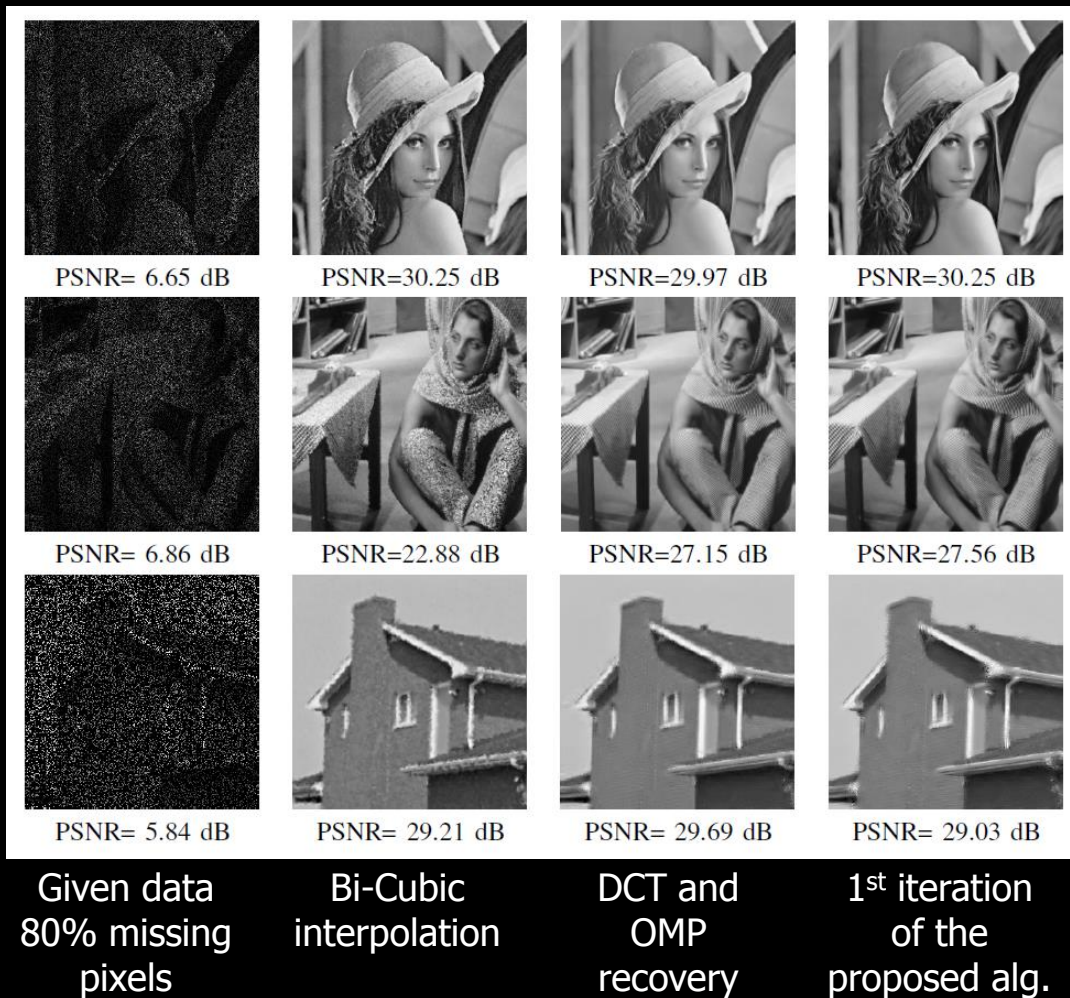 PSNR= 6.65 dB PSNR=30.25 dB PSNR=29.97 dB PSNR=30.25 dB
PSNR= 6.86 dB PSNR=22.88 dB PSNR=27.15 dB PSNR=27.56 dB
PSNR= 5.84 dB PSNR= 29.21 dB PSNR= 29.69 dB PSNR= 29.03 dB
Given data
80% missing
pixels
Bi-Cubic
interpolation
DCT and
OMP
recovery
1st iteration
of the
proposed alg.